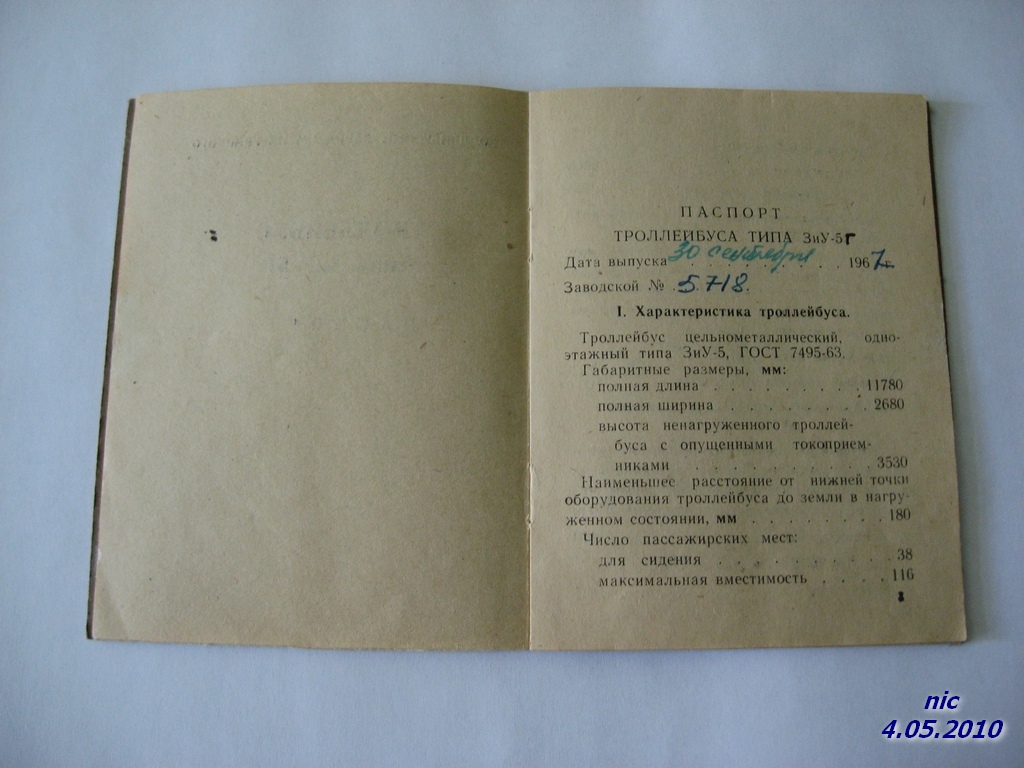 ПАСПОРТ
ТРОЛЛЕЙБУСА ТИПА ЗиУ-5Г
Дата выпуска 30 сентября . . . 1967 г.
Заводской № 5718.
I. Характеристика троллейбуса.
Троллейбус цельнометаллический, одно-
этажный типа ЗиУ-5, ГОСТ 7495-63.
Габаритные размеры, мм:
полная длина . . . . . . . . . 11780
полная ширина . . . . . . . 2680
высота ненагруженного троллей-
буса с опущенными токоприем-
никами . . . . . . . . . . 3530
Наименьшее расстояние от нижней точки
оборудования троллейбуса до земли в нагру-
женном состоянии, мм . . . . . . . 180
Число пассажирских мест:
для сидения . . . . . . . . . . 38
максимальная вместимость . . . . 116
nic
4.05.2010